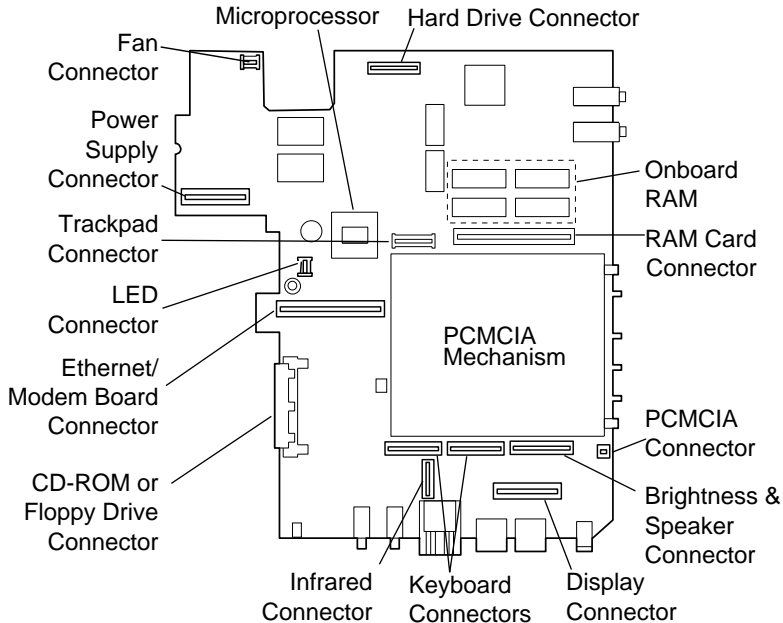 Microprocessor
Hard Drive Connector
Fan
Connector
Power
Supply
Connector
Trackpad
Connector
LED
Connector
Ethernet/
Modem Board
Connector
CD-ROM or
Floppy Drive
Connector
Onboard
RAM
RAM Card
Connector
PCMCIA
Mechanism
PCMCIA
Connector
Brightness &
Speaker
Connector
Infrared
Connector
Keyboard
Connectors
Display
Connector